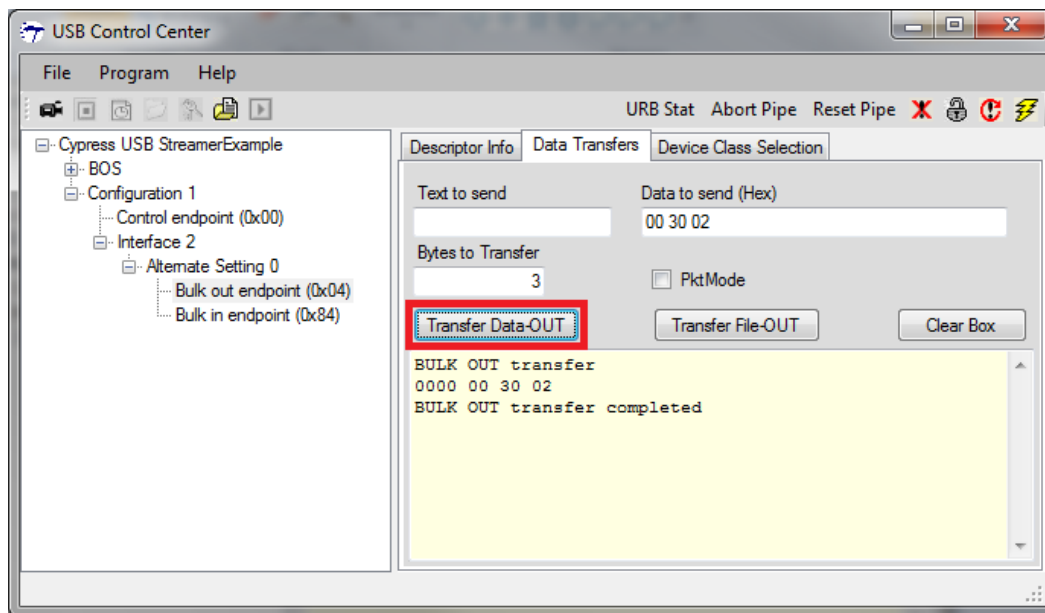 USB Control Center
File Program Help
URB Stat Abort Pipe Reset Pipe
Cypress USB StreamerExample
BOS
Configuration 1
Control endpoint (0x00)
Interface 2
Alternate Setting 0
Bulk out endpoint (0x04)
Bulk in endpoint (0x84)
Descriptor Info Data Transfers Device Class Selection
Text to send Data to send (Hex)
00 30 02
Bytes to Transfer
3 PktMode
Transfer Data-OUT Transfer File-OUT Clear Box
BULK OUT transfer
0000 00 30 02
BULK OUT transfer completed